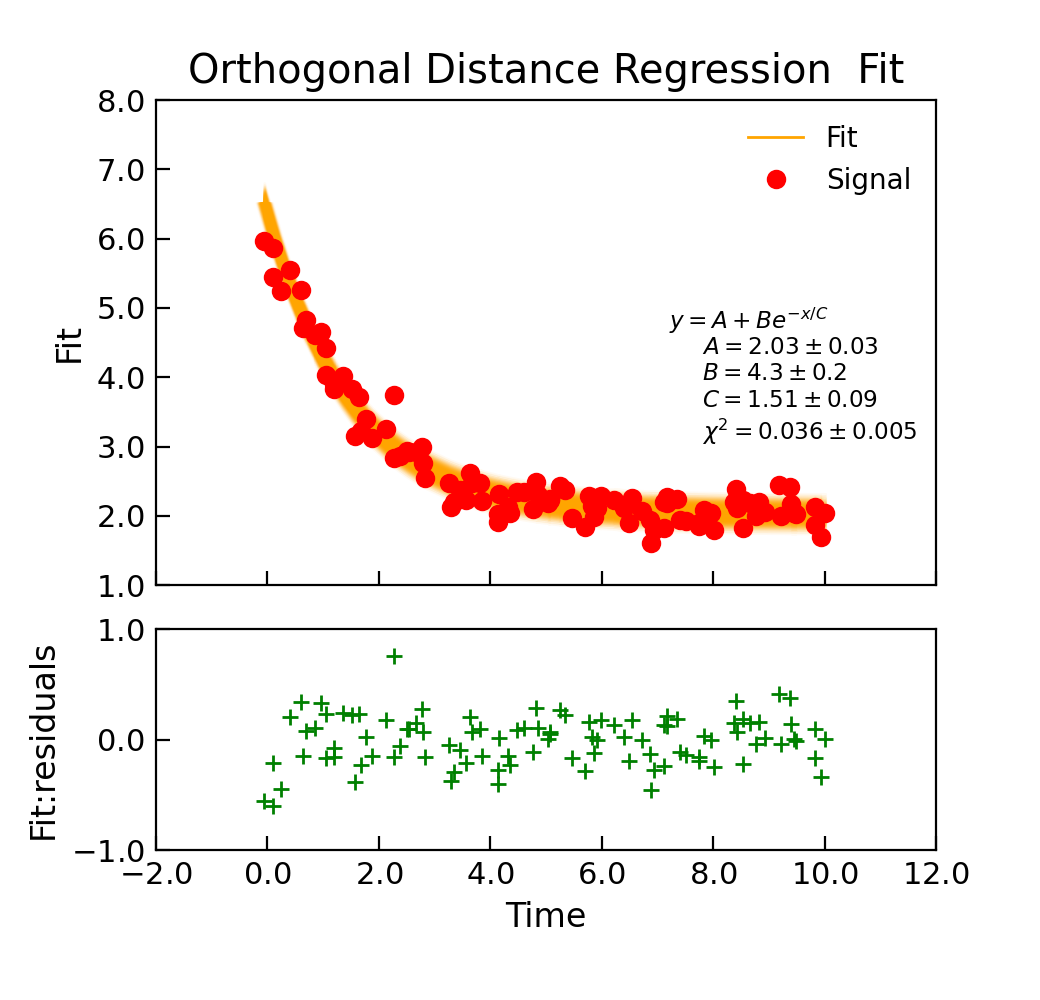 Orthogonal Distance Regression  Fit
8.0
7.0
6.0
5.0
4.0
3.0
2.0
1.0
Fit
Fit
Signal
y = A + Be^{-x/C}
A = 2.03 ± 0.03
B = 4.3 ± 0.2
C = 1.51 ± 0.09
χ² = 0.036 ± 0.005
1.0
0.0
−1.0
Fit:residuals
−2.0 0.0 2.0 4.0 6.0 8.0 10.0 12.0
Time